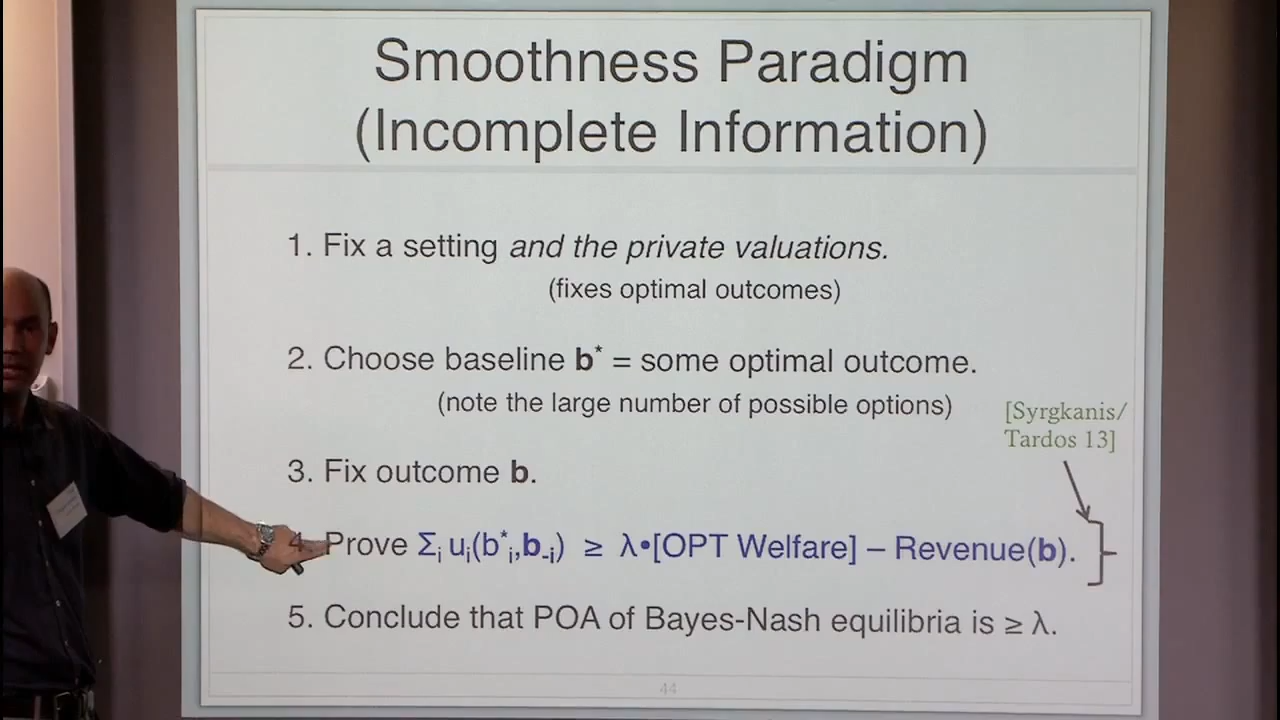 Smoothness Paradigm
(Incomplete Information)
1. Fix a setting and the private valuations.
(fixes optimal outcomes)
2. Choose baseline b* = some optimal outcome.
(note the large number of possible options)
[Syrgkanis/
Tardos 13]
3. Fix outcome b.
4. Prove Σi ui(b*i,b-i) ≥ λ•[OPT Welfare] – Revenue(b).
5. Conclude that POA of Bayes-Nash equilibria is ≥ λ.
44